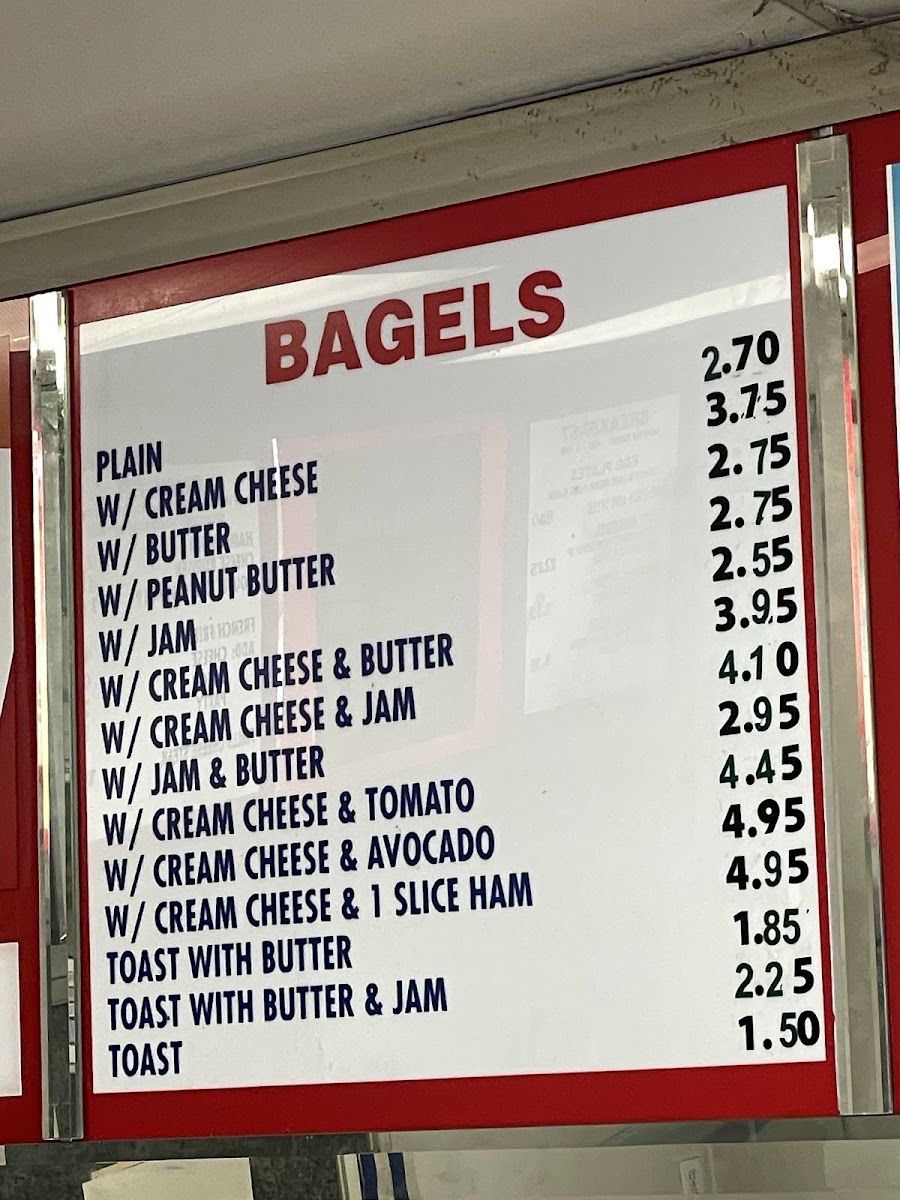 BAGELS
PLAIN 2.70
W/ CREAM CHEESE 3.75
W/ BUTTER 2.75
W/ PEANUT BUTTER 2.75
W/ JAM 2.55
W/ CREAM CHEESE & BUTTER 3.95
W/ CREAM CHEESE & JAM 4.10
W/ JAM & BUTTER 2.95
W/ CREAM CHEESE & TOMATO 4.45
W/ CREAM CHEESE & AVOCADO 4.95
W/ CREAM CHEESE & 1 SLICE HAM 4.95
TOAST WITH BUTTER 1.85
TOAST WITH BUTTER & JAM 2.25
TOAST 1.50